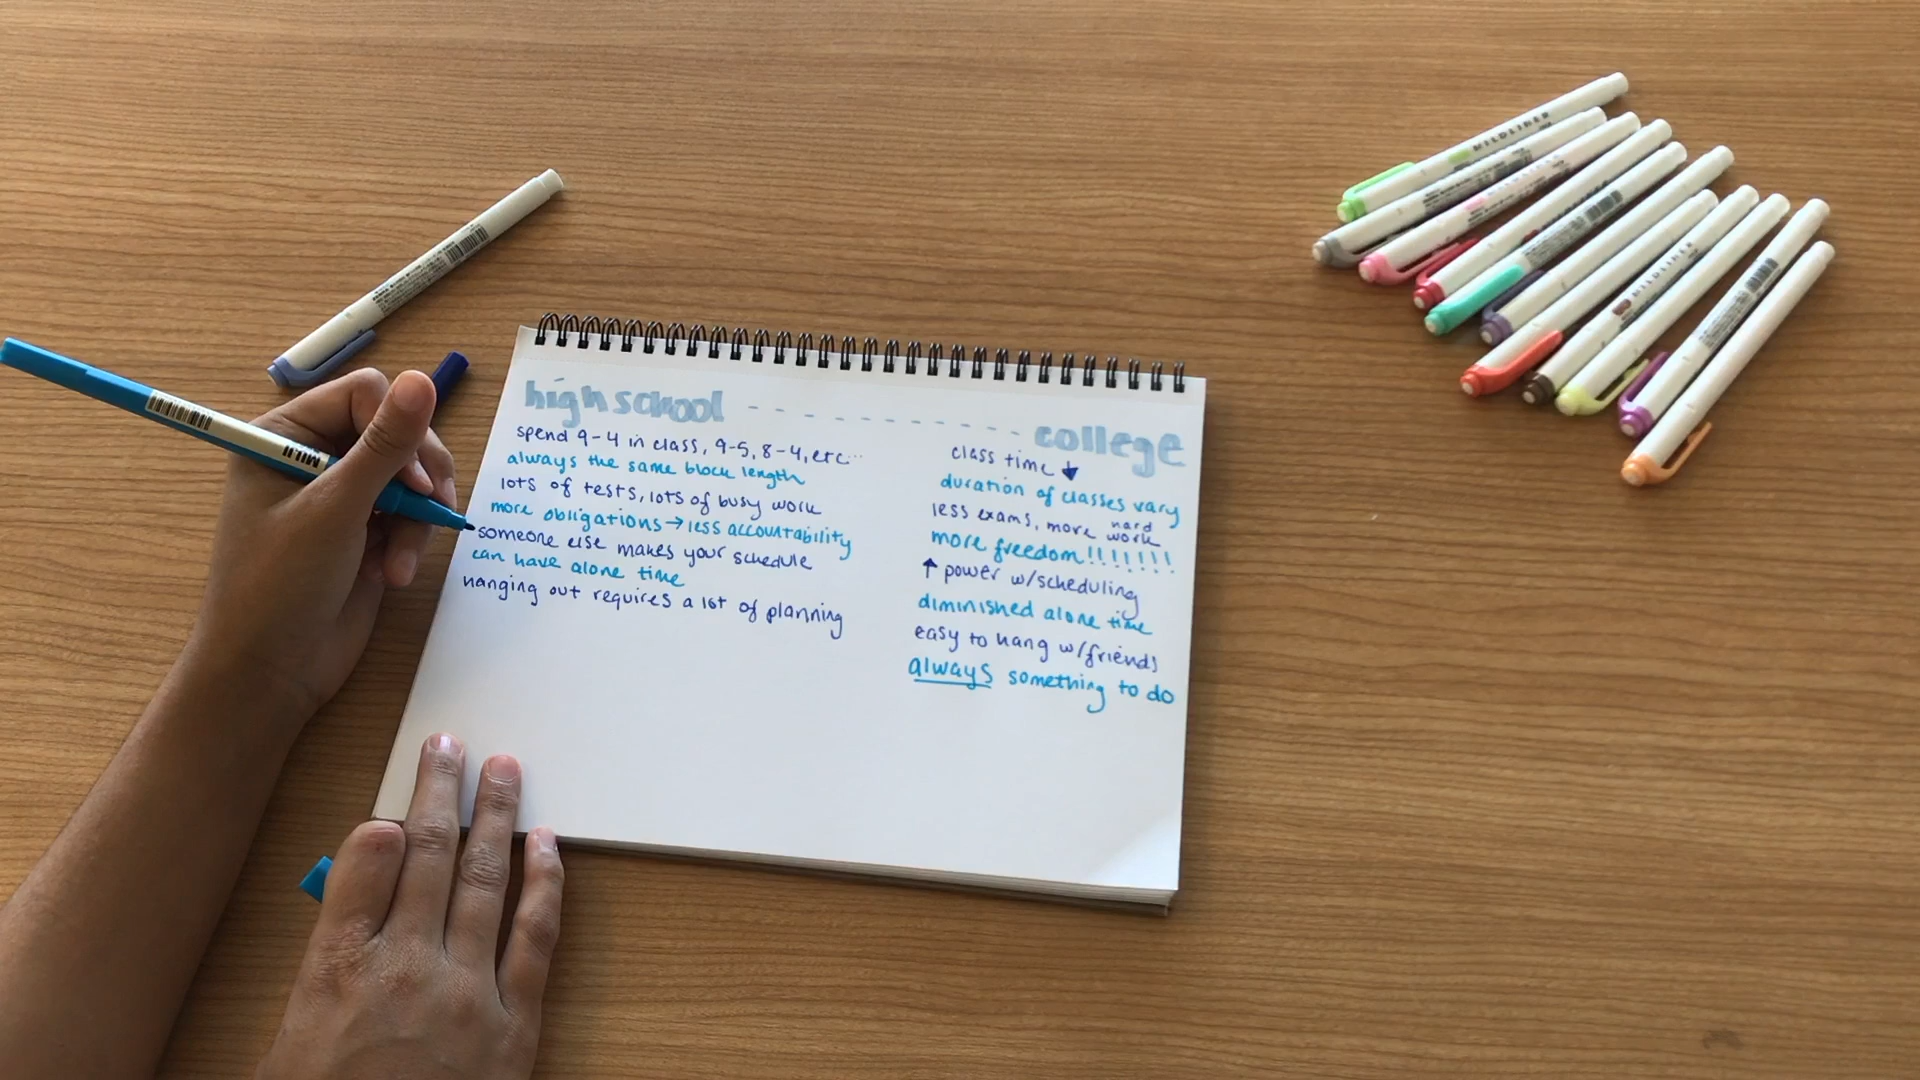 high school - - - - - - - - - - college
spend 9-4 in class, 9-5, 8-4, etc...
always the same block length
lots of tests, lots of busy work
more obligations → less accountability
someone else makes your schedule
can have alone time
hanging out requires a lot of planning
class time ↓
duration of classes vary
less exams, more hard work
more freedom!!!!!!!
↑ power w/scheduling
diminished alone time
easy to hang w/friends
always something to do
MUJI
MILDLINER
MILDLINER